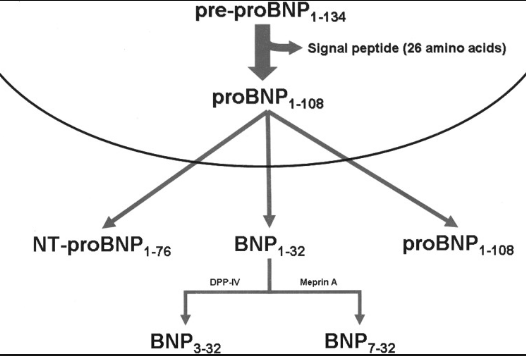 pre-proBNP1-134
Signal peptide (26 amino acids)
proBNP1-108
NT-proBNP1-76
BNP1-32
proBNP1-108
DPP-IV
Meprin A
BNP3-32
BNP7-32